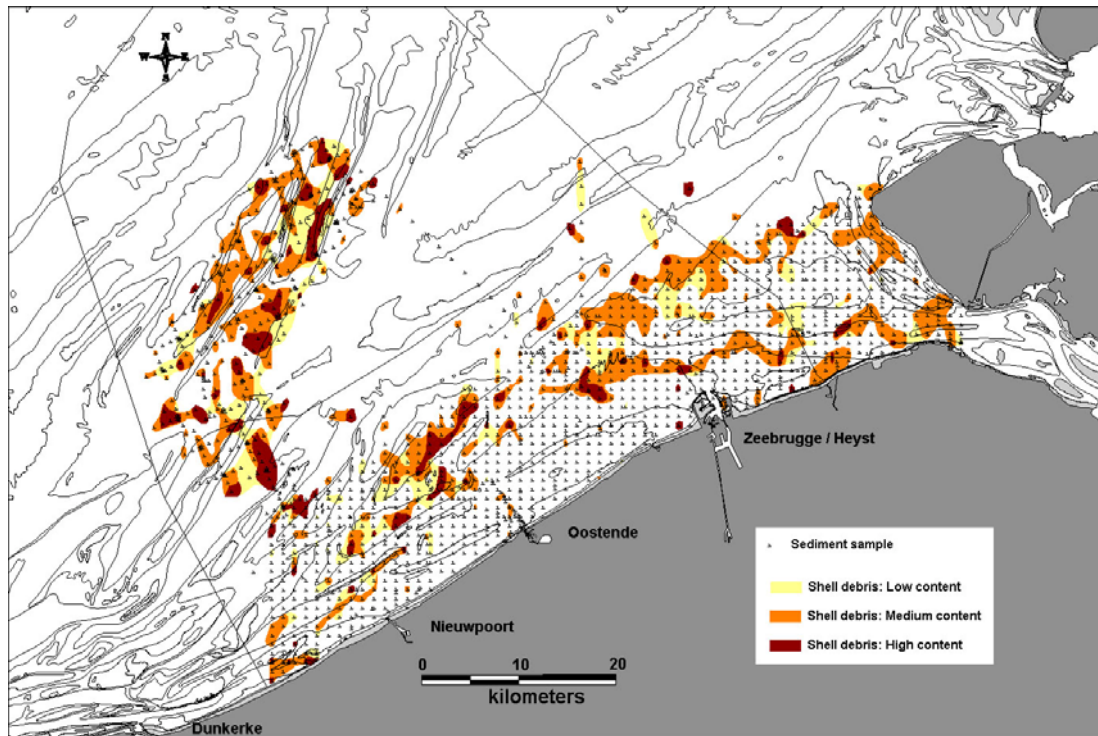 N
W E
S
Zeebrugge / Heyst
Oostende
Sediment sample
Shell debris: Low content
Shell debris: Medium content
Shell debris: High content
Nieuwpoort
0 10 20
kilometers
Dunkerke